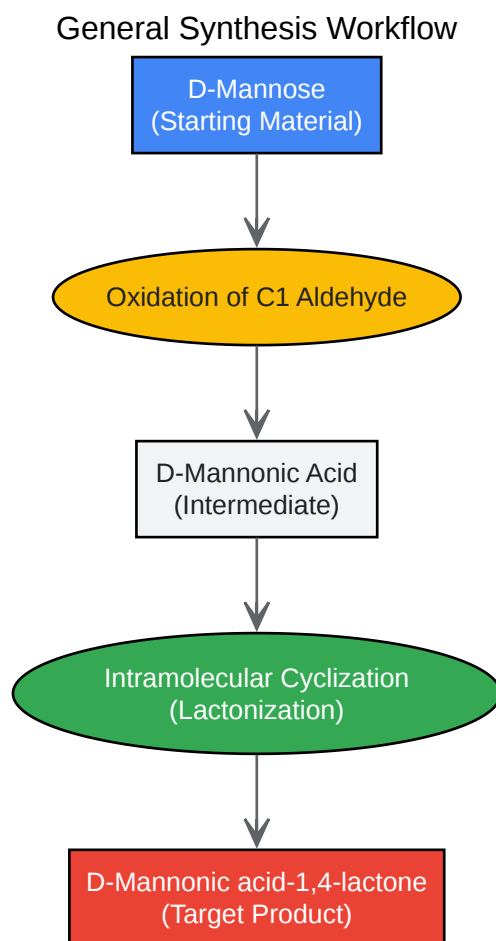 General Synthesis Workflow
D-Mannose
(Starting Material)
Oxidation of C1 Aldehyde
D-Mannonic Acid
(Intermediate)
Intramolecular Cyclization
(Lactonization)
D-Mannonic acid-1,4-lactone
(Target Product)